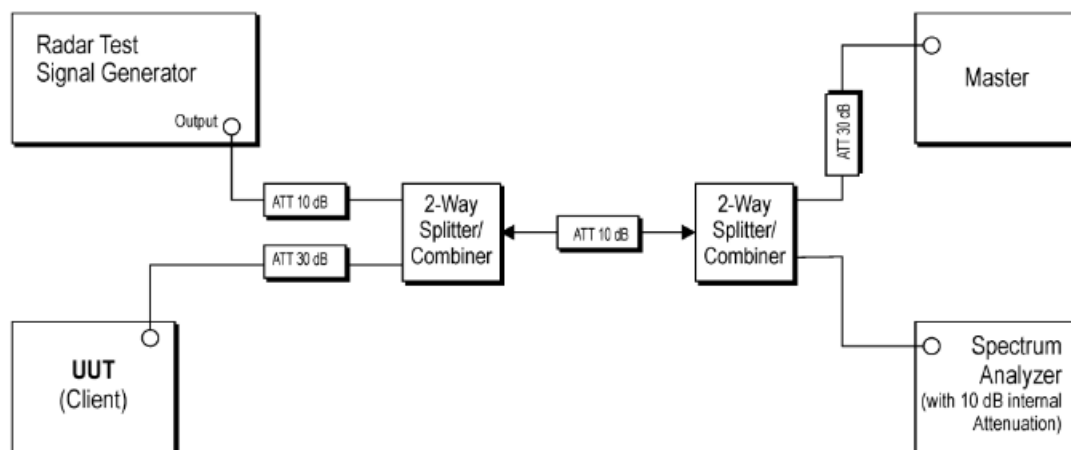 Radar Test
Signal Generator
Output
Master
ATT 30 dB
ATT 10 dB
2-Way
Splitter/
Combiner
ATT 10 dB
2-Way
Splitter/
Combiner
ATT 30 dB
UUT
(Client)
Spectrum
Analyzer
(with 10 dB internal
Attenuation)